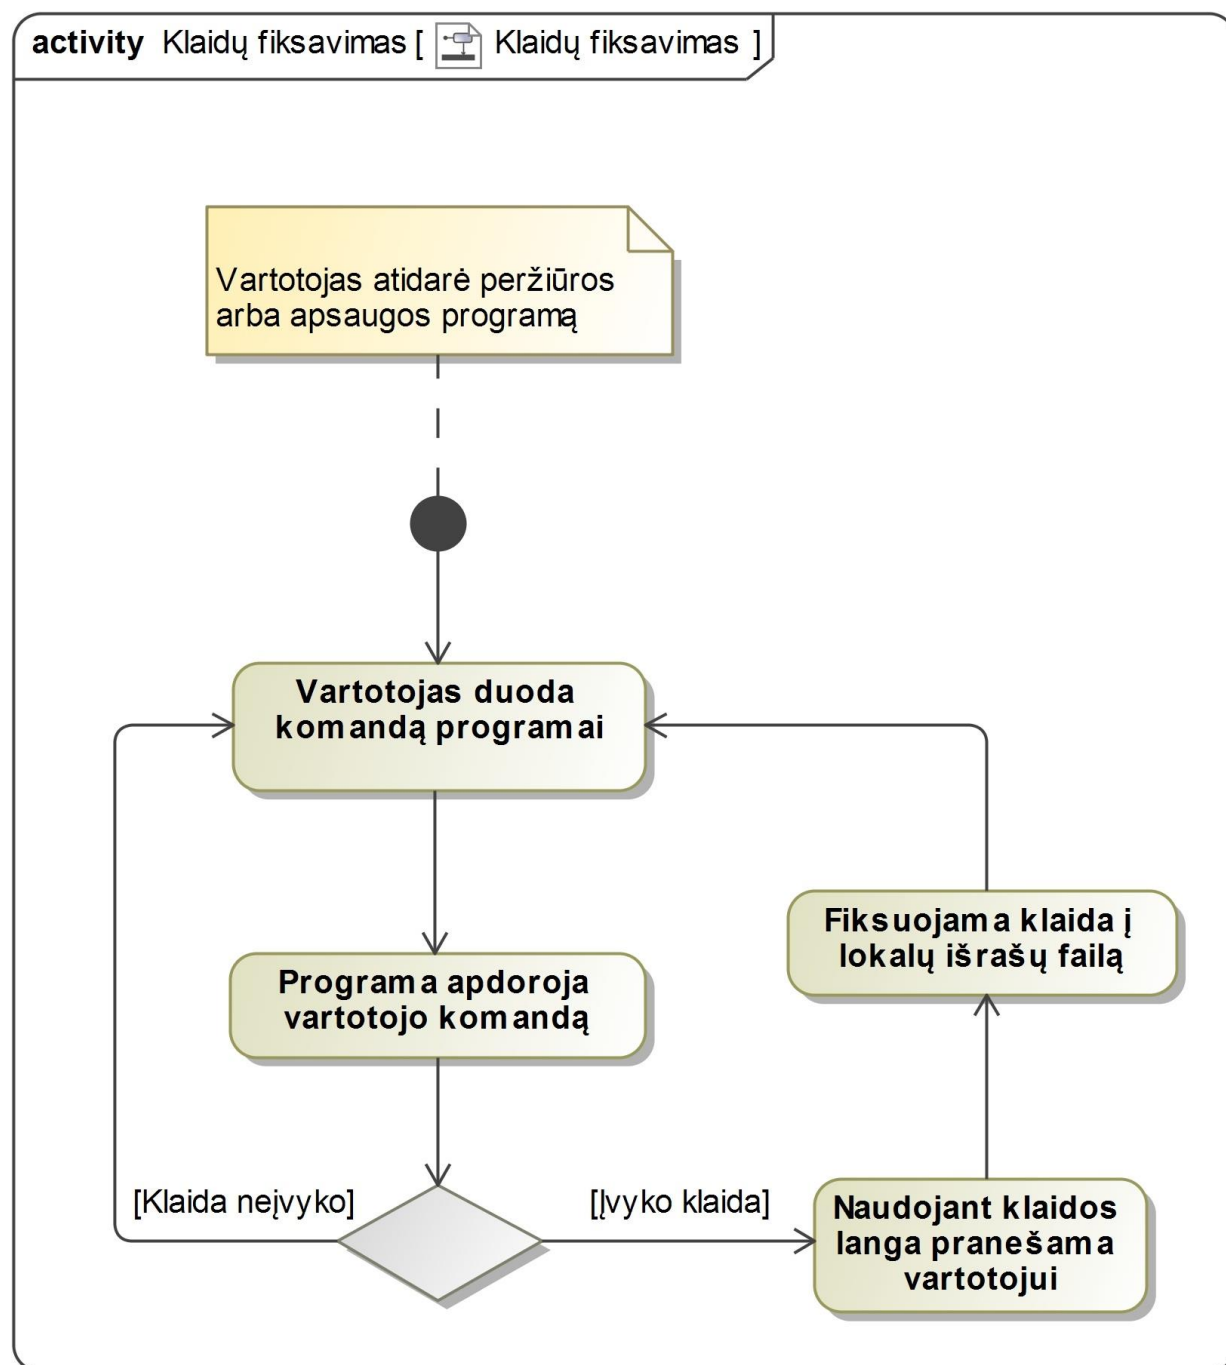 activity Klaidų fiksavimas [ Klaidų fiksavimas ]
Vartotojas atidarė peržiūros
arba apsaugos programą
Vartotojas duoda
komandą programai
Fiksuojama klaida į
lokalų išrašų failą
Programa apdoroja
vartotojo komandą
[Klaida neįvyko]
[Įvyko klaida]
Naudojant klaidos
langa pranešama
vartotojui